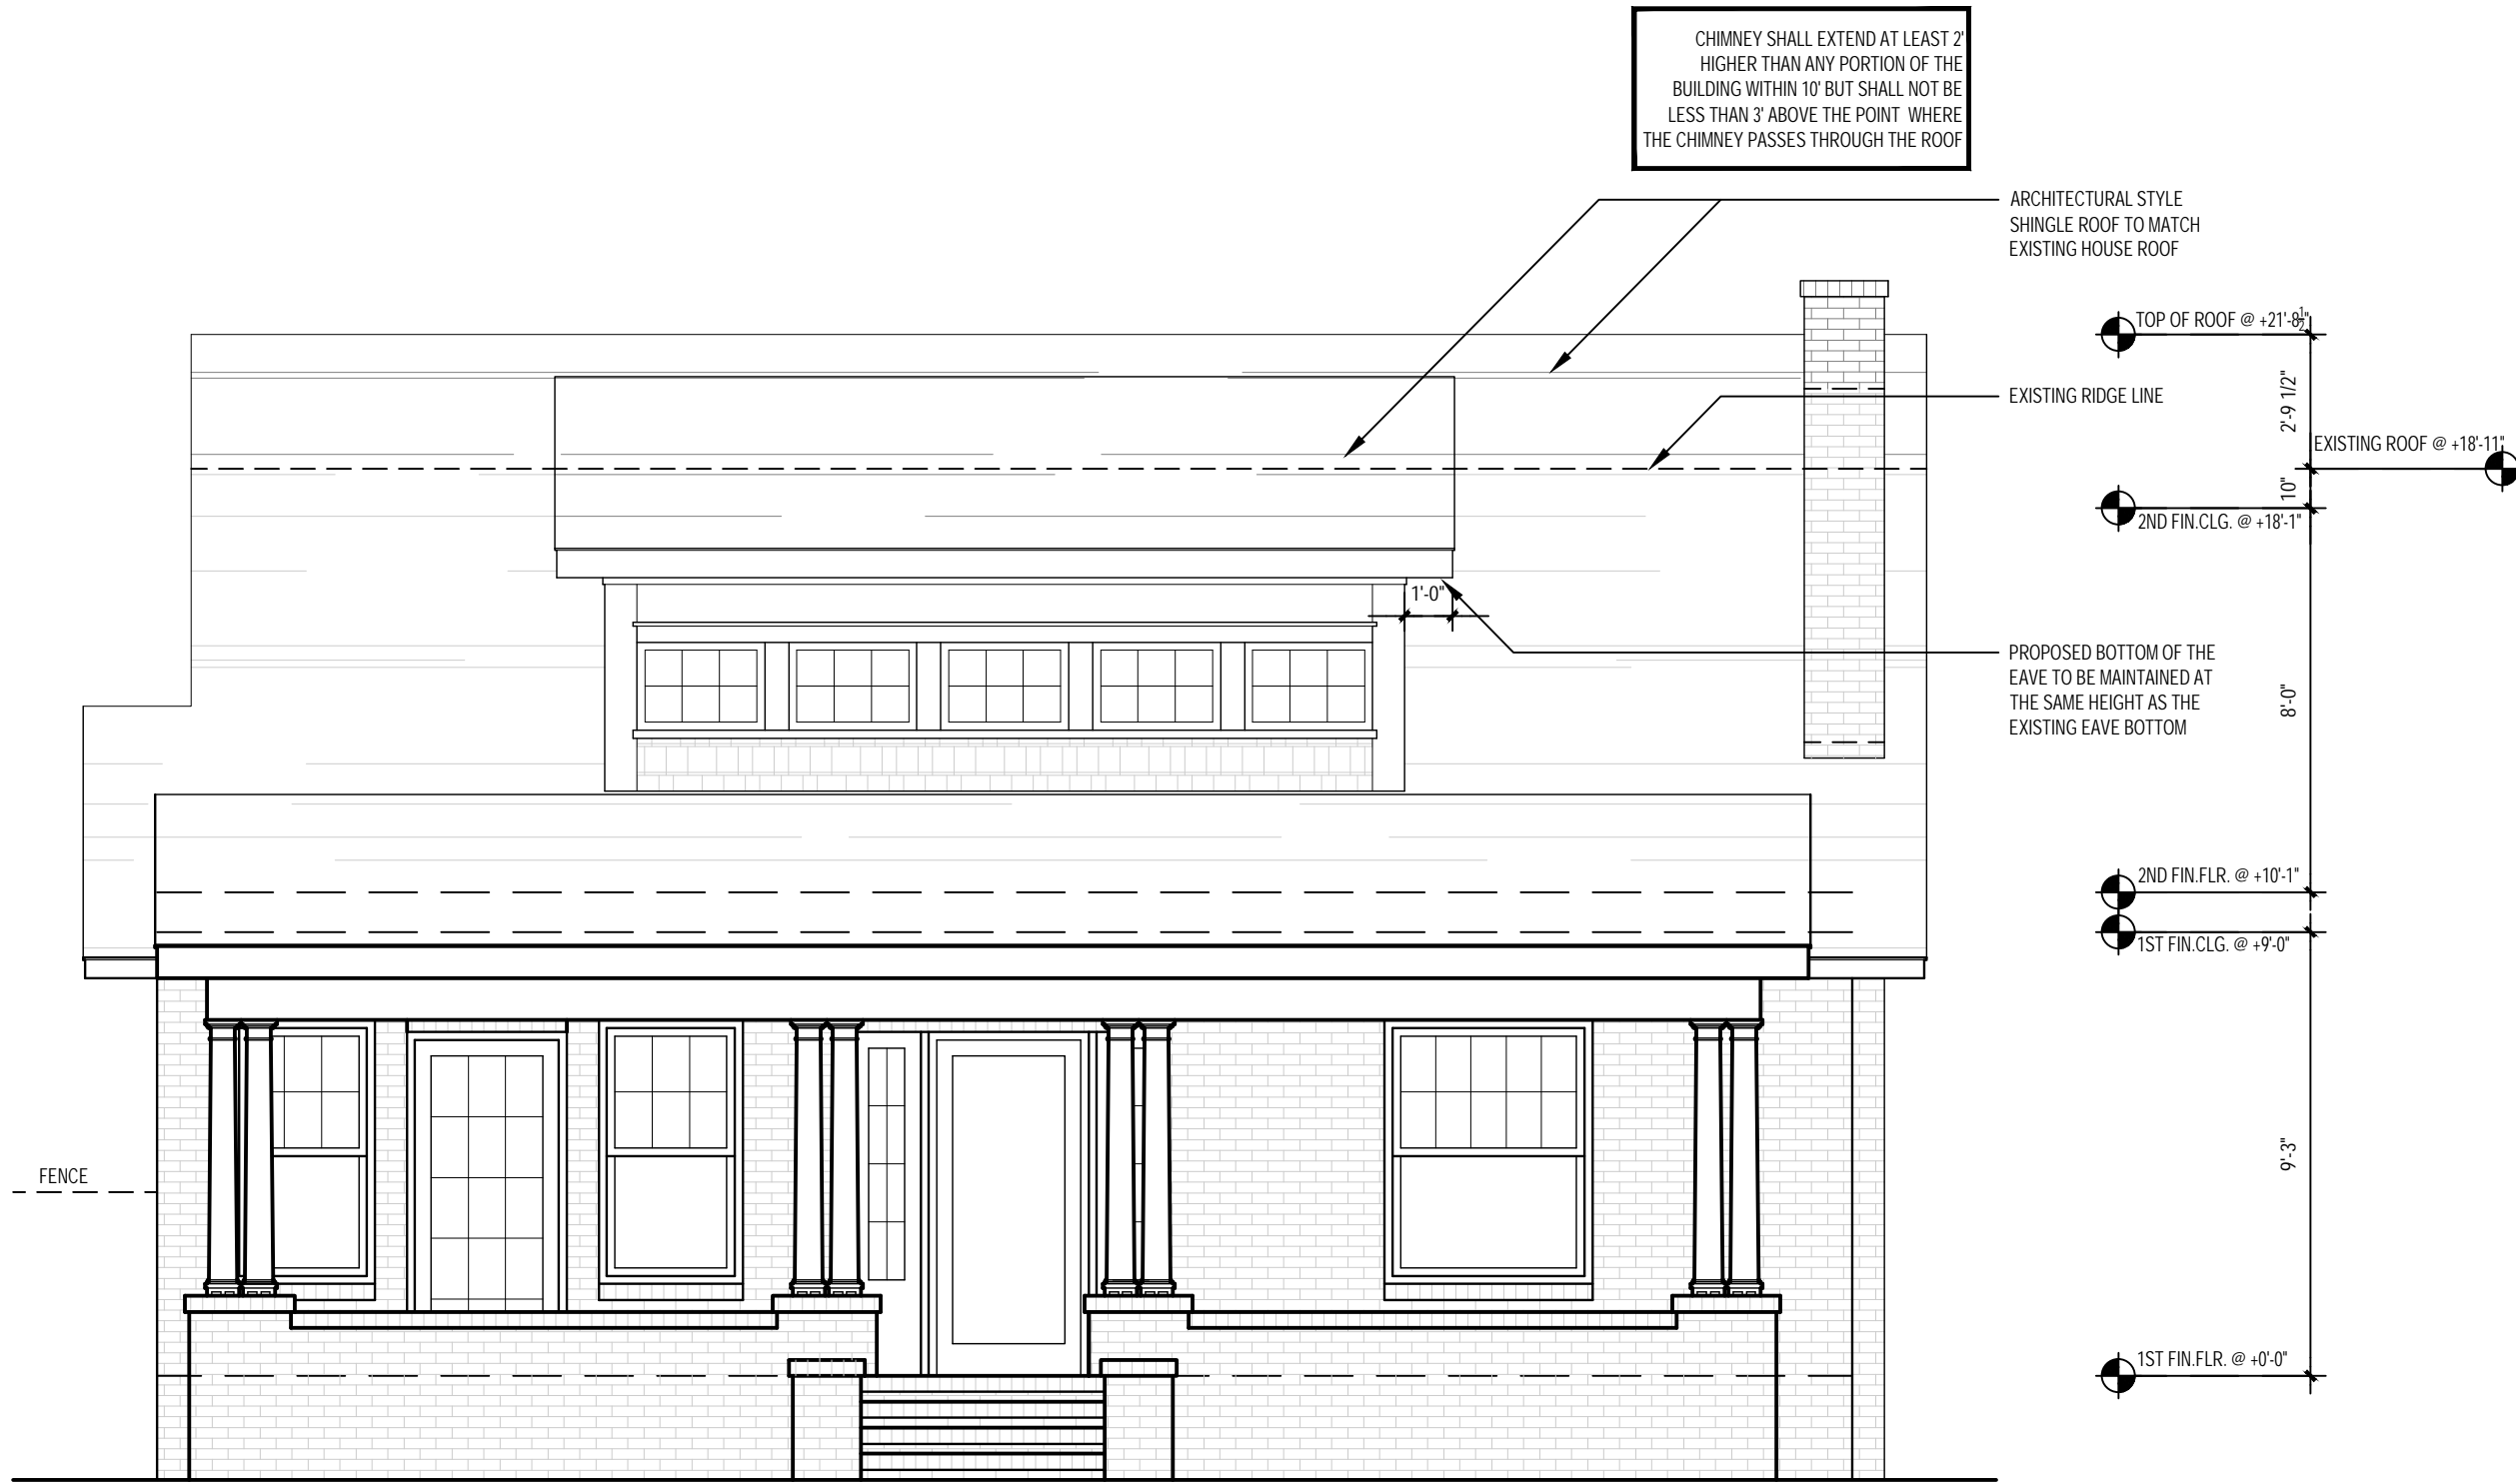 CHIMNEY SHALL EXTEND AT LEAST 2'
HIGHER THAN ANY PORTION OF THE
BUILDING WITHIN 10' BUT SHALL NOT BE
LESS THAN 3' ABOVE THE POINT WHERE
THE CHIMNEY PASSES THROUGH THE ROOF
ARCHITECTURAL STYLE
SHINGLE ROOF TO MATCH
EXISTING HOUSE ROOF
TOP OF ROOF @ +21'-8½"
2'-9 1/2"
EXISTING RIDGE LINE
EXISTING ROOF @ +18'-11"
10"
2ND FIN.CLG. @ +18'-1"
1'-0"
PROPOSED BOTTOM OF THE
EAVE TO BE MAINTAINED AT
THE SAME HEIGHT AS THE
EXISTING EAVE BOTTOM
8'-0"
2ND FIN.FLR. @ +10'-1"
1ST FIN.CLG. @ +9'-0"
9'-3"
FENCE
1ST FIN.FLR. @ +0'-0"